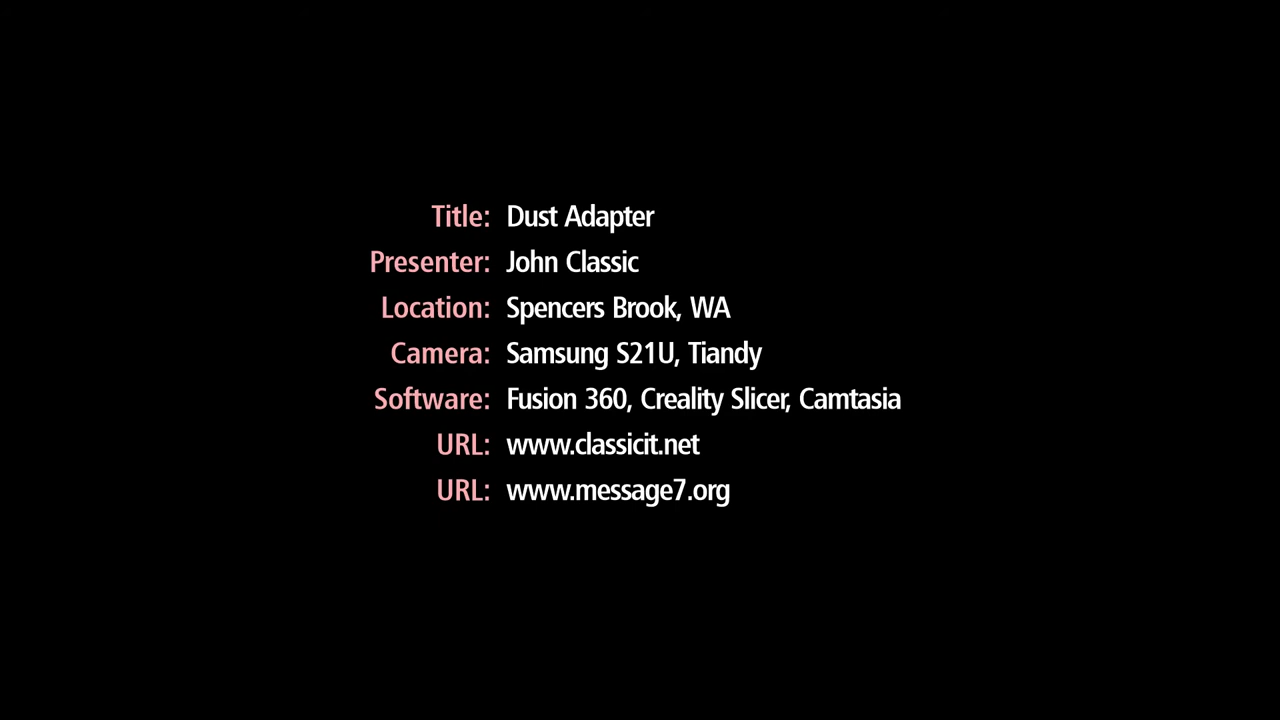 Title: Dust Adapter
Presenter: John Classic
Location: Spencers Brook, WA
Camera: Samsung S21U, Tiandy
Software: Fusion 360, Creality Slicer, Camtasia
URL: www.classicit.net
URL: www.message7.org